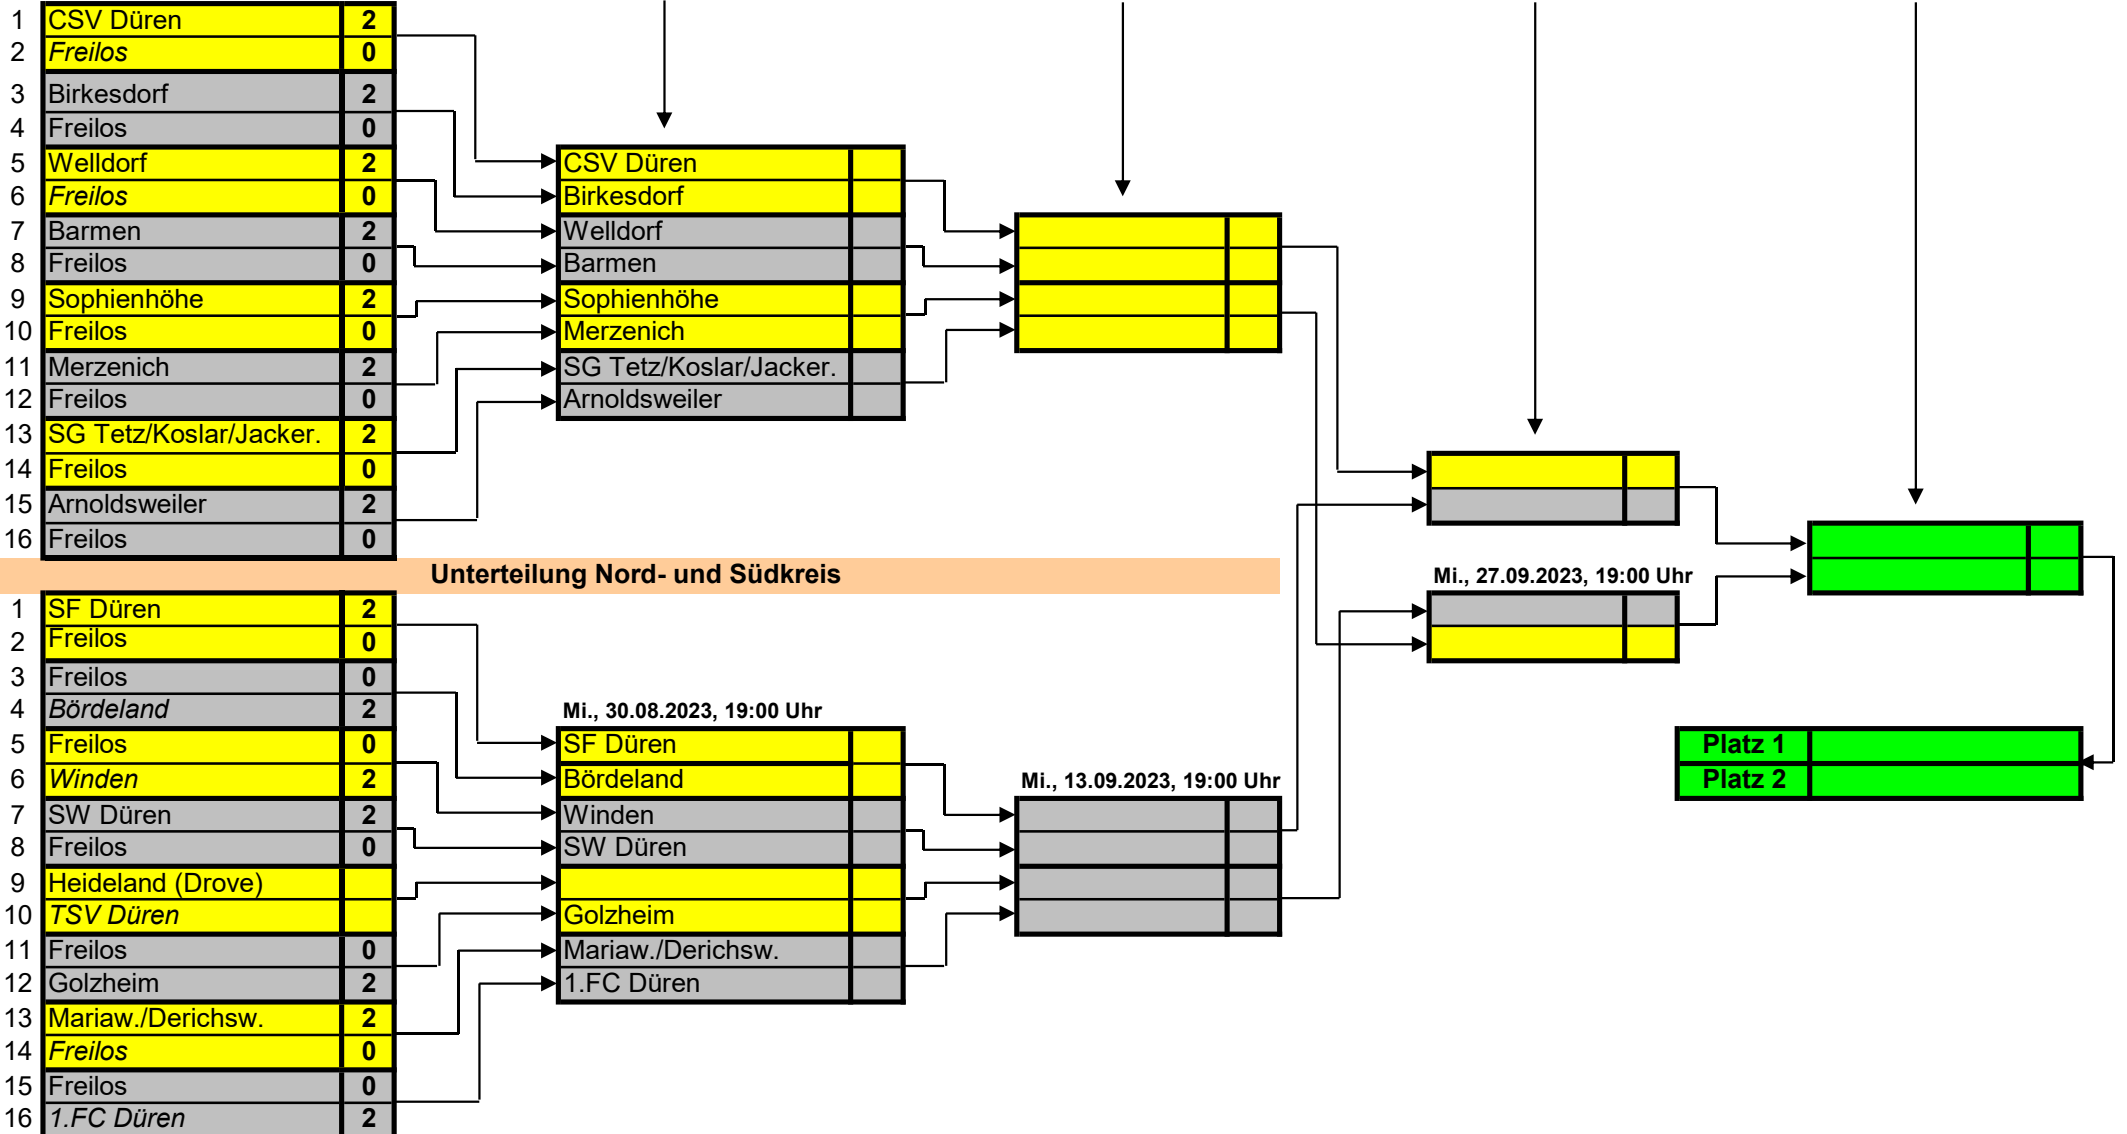 1 CSV Düren 2
2 Freilos 0
3 Birkesdorf 2
4 Freilos 0
5 Welldorf 2
6 Freilos 0
7 Barmen 2
8 Freilos 0
9 Sophienhöhe 2
10 Freilos 0
11 Merzenich 2
12 Freilos 0
13 SG Tetz/Koslar/Jacker. 2
14 Freilos 0
15 Arnoldsweiler 2
16 Freilos 0
CSV Düren
Birkesdorf
Welldorf
Barmen
Sophienhöhe
Merzenich
SG Tetz/Koslar/Jacker.
Arnoldsweiler
Unterteilung Nord- und Südkreis
Mi., 27.09.2023, 19:00 Uhr
1 SF Düren 2
2 Freilos 0
3 Freilos 0
4 Bördeland 2
5 Freilos 0
6 Winden 2
7 SW Düren 2
8 Freilos 0
9 Heideland (Drove)
10 TSV Düren
11 Freilos 0
12 Golzheim 2
13 Mariaw./Derichsw. 2
14 Freilos 0
15 Freilos 0
16 1.FC Düren 2
Mi., 30.08.2023, 19:00 Uhr
SF Düren
Bördeland
Winden
SW Düren
Golzheim
Mariaw./Derichsw.
1.FC Düren
Mi., 13.09.2023, 19:00 Uhr
Platz 1
Platz 2